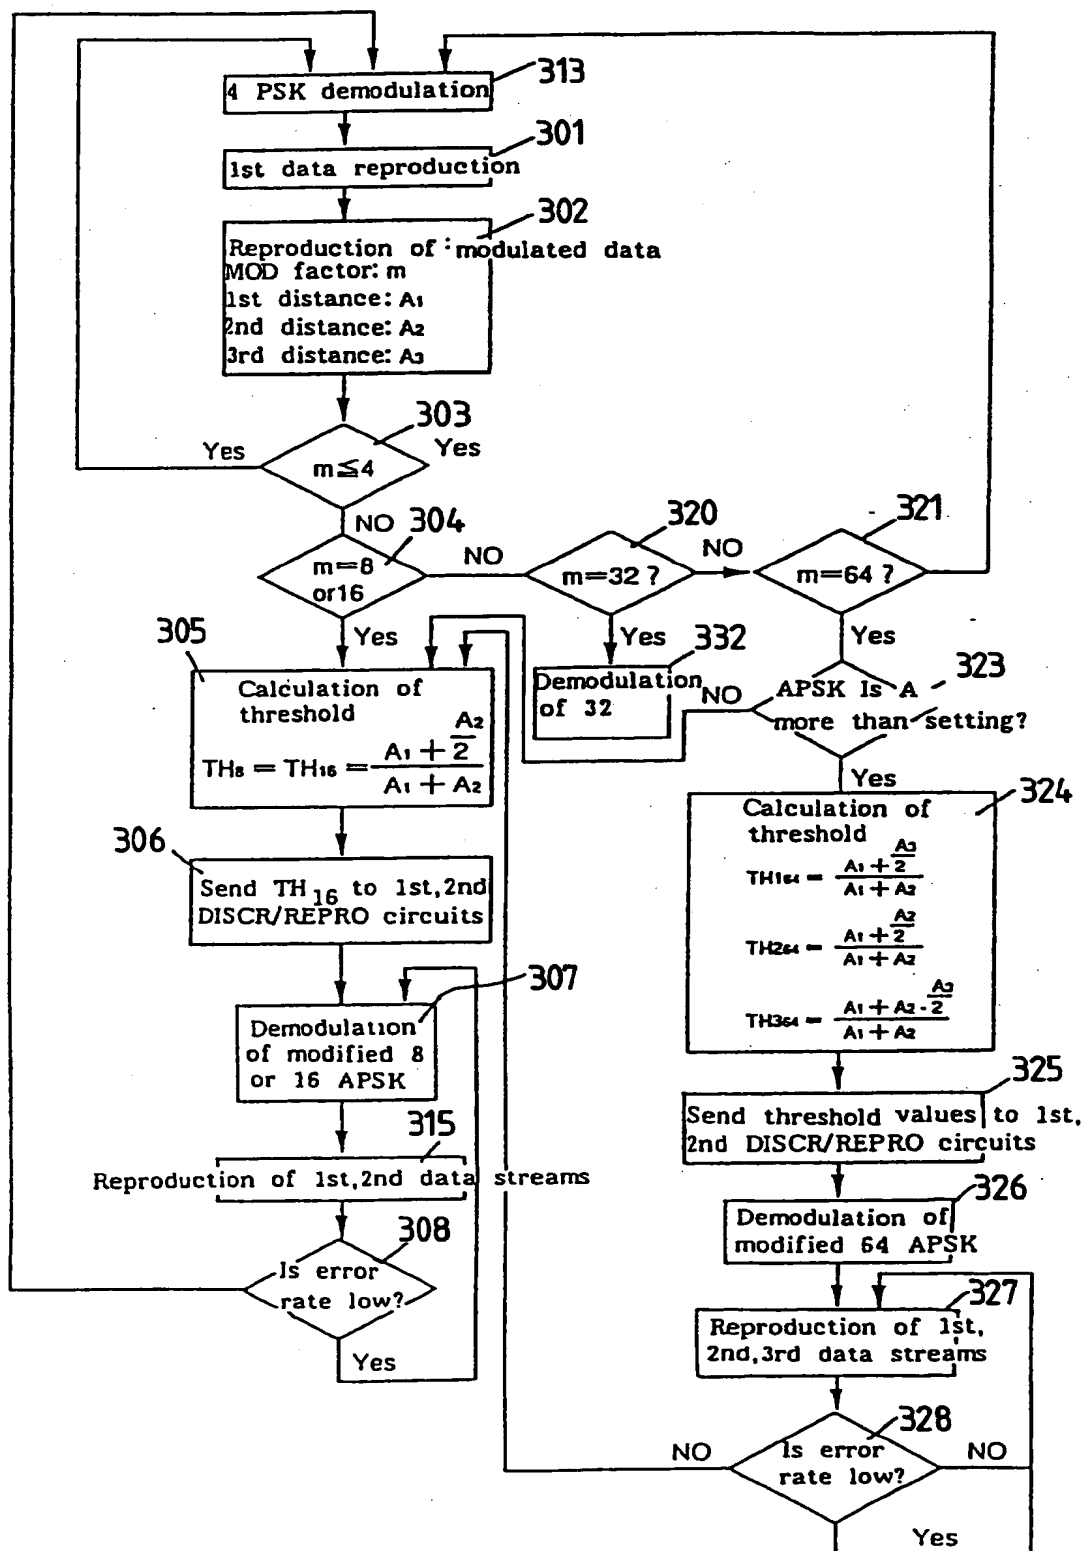 313
4 PSK demodulation
301
1st data reproduction
302
Reproduction of : modulated data
MOD factor: m
1st distance: A1
2nd distance: A2
3rd distance: A3
303
Yes
Yes
m≦4
NO
304
m=8
or16
NO
320
m=32 ?
NO
321
m=64 ?
305
Yes
Yes
332
Yes
323
Calculation of
threshold
TH8 = TH16 = A1 + A2/2 / A1 + A2
Demodulation
of 32
NO
APSK Is A
more than setting?
Yes
324
Calculation of
threshold
TH164 = A1 + A3/2 / A1 + A2
TH264 = A1 + A2/2 / A1 + A2
TH364 = A1 + A2 - A3/2 / A1 + A2
306
Send TH16 to 1st,2nd
DISCR/REPRO circuits
307
Demodulation
of modified 8
or 16 APSK
315
Reproduction of 1st,2nd data streams
308
Is error
rate low?
Yes
325
Send threshold values to 1st,
2nd DISCR/REPRO circuits
326
Demodulation of
modified 64 APSK
327
Reproduction of 1st,
2nd,3rd data streams
328
NO
Is error
rate low?
NO
Yes